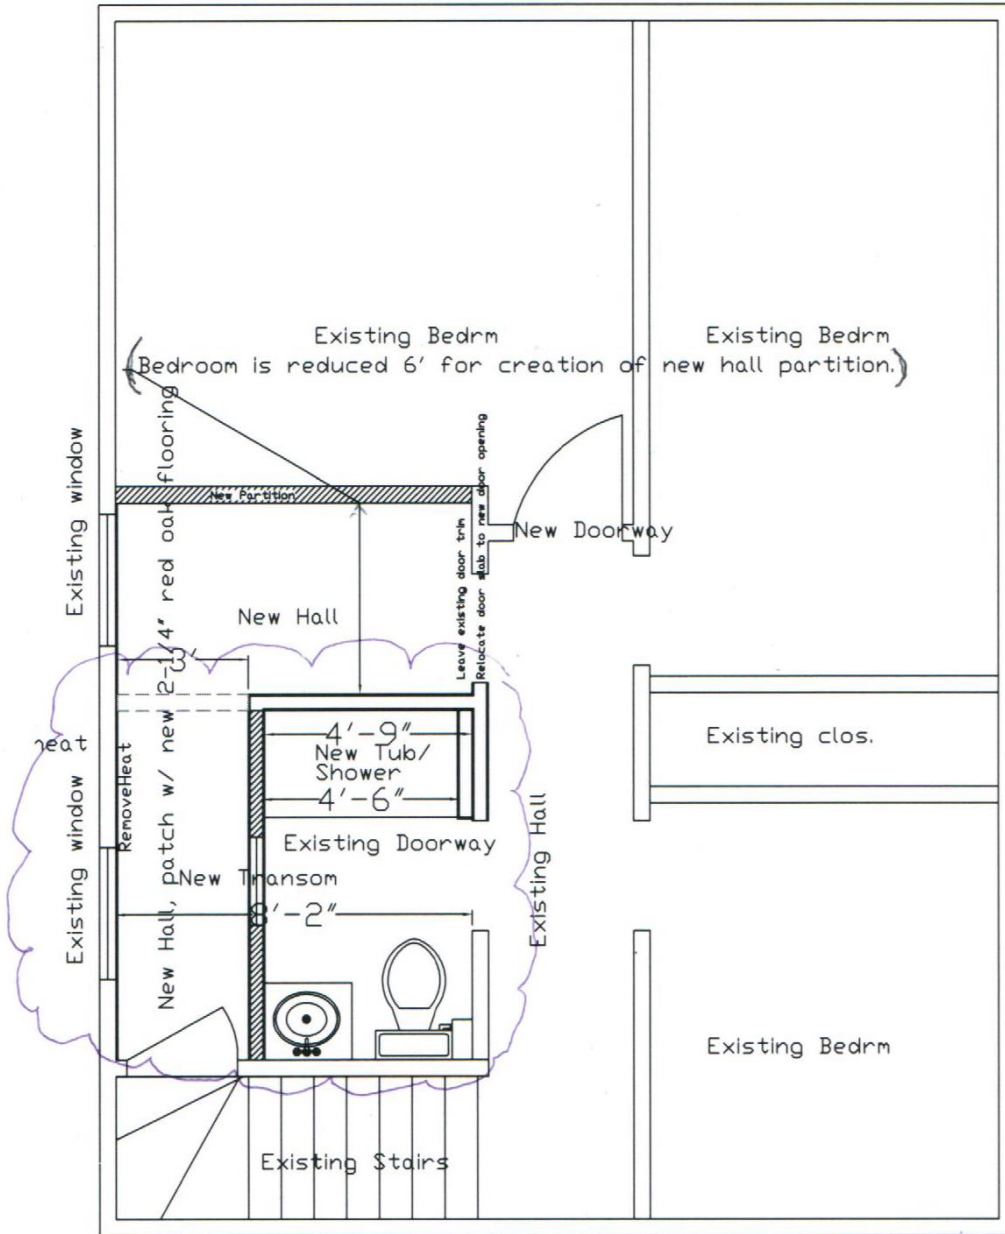 Existing Bedrm
(Bedroom is reduced 6' for creation of new hall partition.)
Existing Bedrm
Existing window
New Partition
Leave existing door trim
Relocate door slab to new door opening
New Doorway
New Hall
3'
New Hall, patch w/ new 2-1/4" red oak flooring
eat
RemoveHeat
Existing window
4'-9"
New Tub/
Shower
4'-6"
Existing Doorway
Existing Hall
Existing clos.
New Transom
8'-2"
Existing Bedrm
Existing Stairs